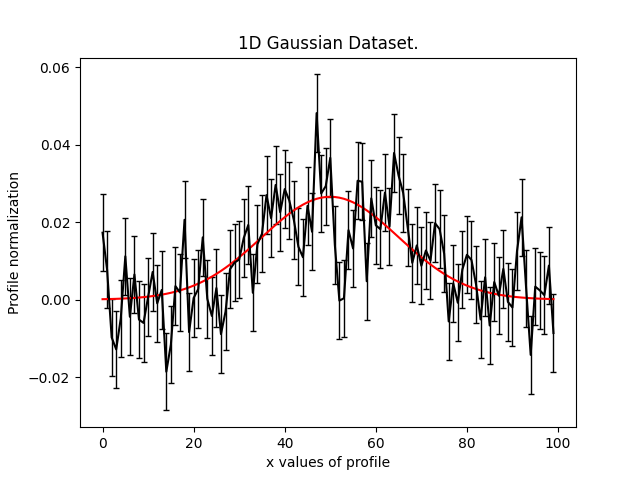 1D Gaussian Dataset.
0.06
0.04
0.02
0.00
−0.02
Profile normalization
0 20 40 60 80 100
x values of profile